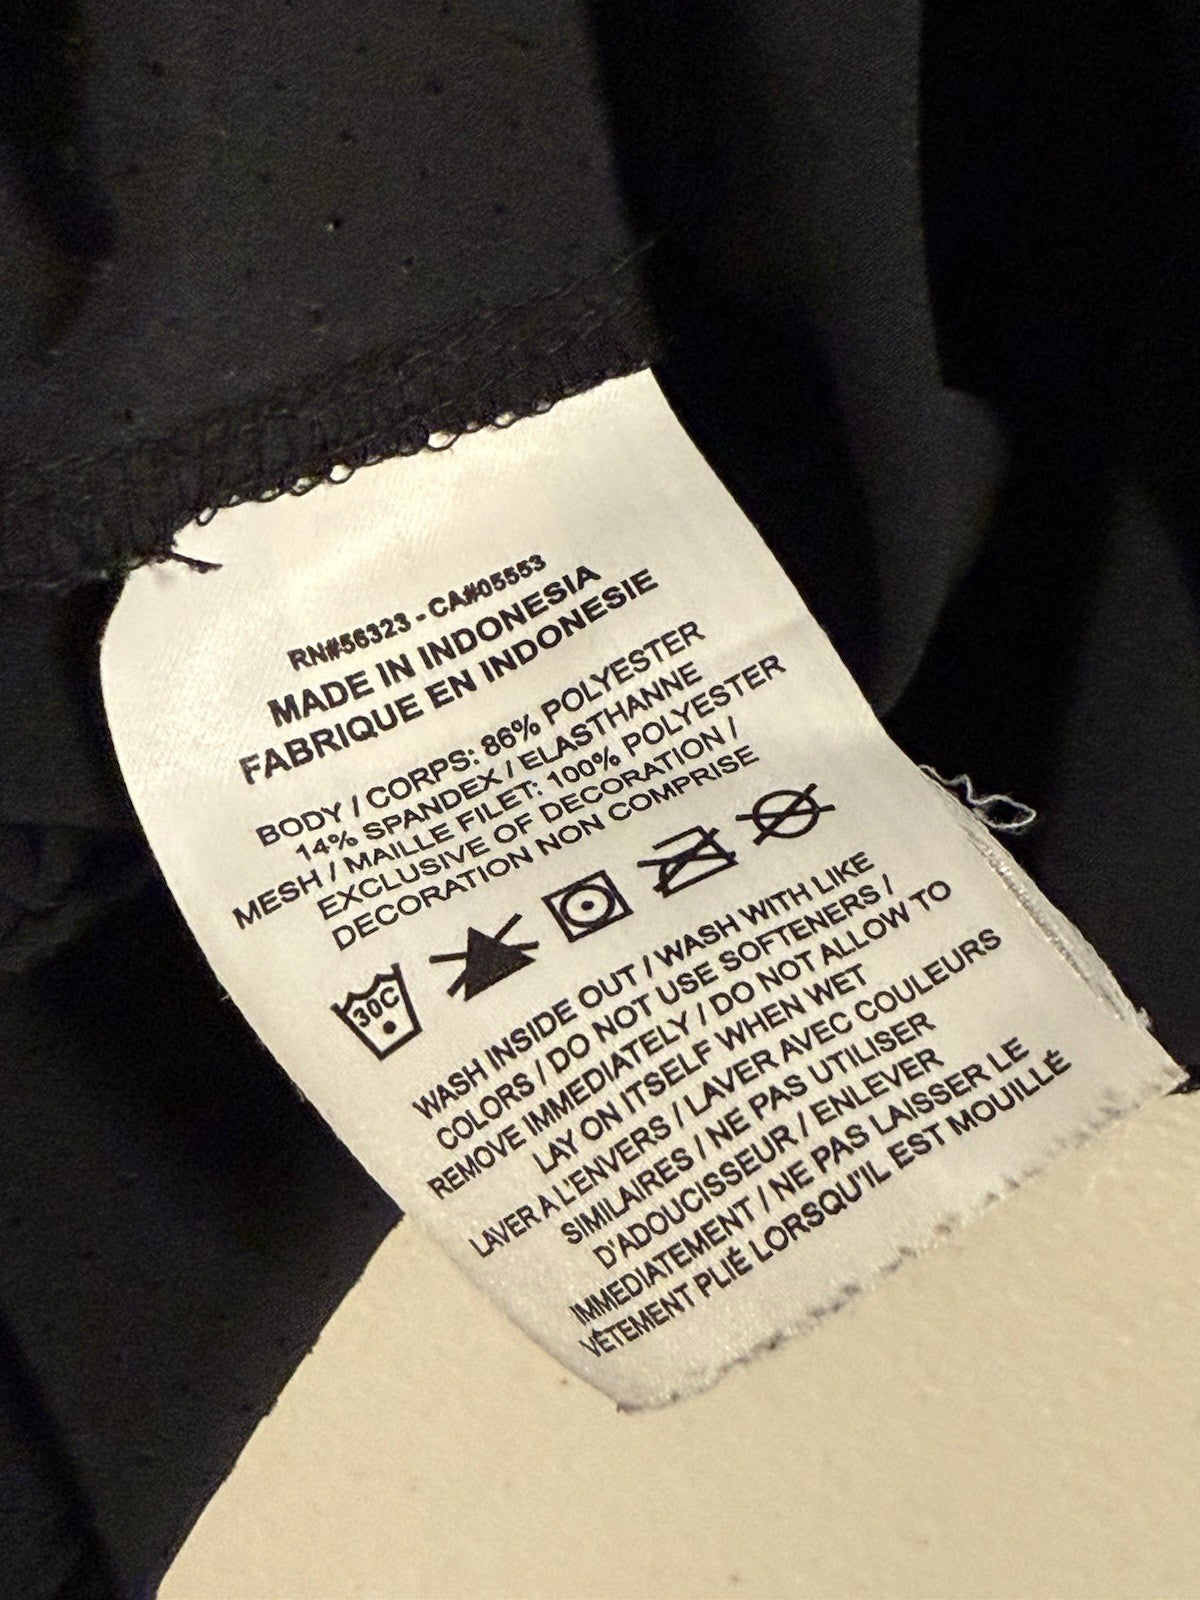 RN#56323 - CA#05553
MADE IN INDONESIA
FABRIQUE EN INDONESIE
BODY / CORPS: 86% POLYESTER
14% SPANDEX / ELASTHANNE
MESH / MAILLE FILET: 100% POLYESTER
EXCLUSIVE OF DECORATION /
DECORATION NON COMPRISE
30C
WASH INSIDE OUT / WASH WITH LIKE
COLORS / DO NOT USE SOFTENERS /
REMOVE IMMEDIATELY / DO NOT ALLOW TO
LAY ON ITSELF WHEN WET
LAVER A L'ENVERS / LAVER AVEC COULEURS
SIMILAIRES / NE PAS UTILISER
D'ADOUCISSEUR / ENLEVER
IMMEDIATEMENT / NE PAS LAISSER LE
VÊTEMENT PLIÉ LORSQU'IL EST MOUILLÉ